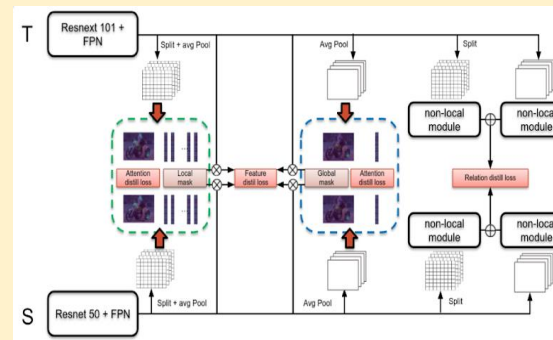 T
Resnext 101 +
FPN
Split + avg Pool
Avg Pool
Split
non-local
module
non-local
module
Attention
distill loss
Local
mask
Feature
distil loss
Global
mask
Attention
distill loss
Relation distill loss
non-local
module
non-local
module
Split + avg Pool
Avg Pool
Split
S
Resnet 50 + FPN